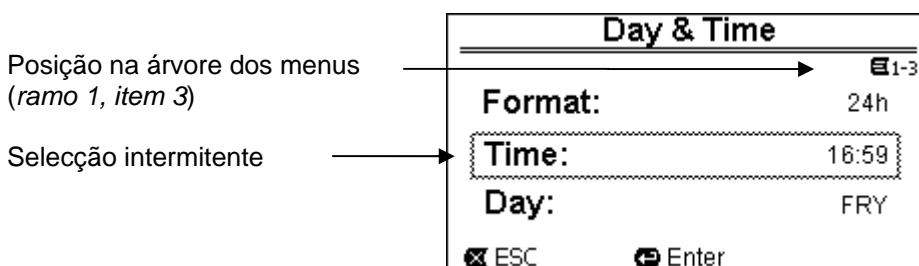 Day & Time
Posição na árvore dos menus
1-3
(ramo 1, item 3)
Format: 24h
Selecção intermitente
Time: 16:59
Day: FRY
ESC Enter